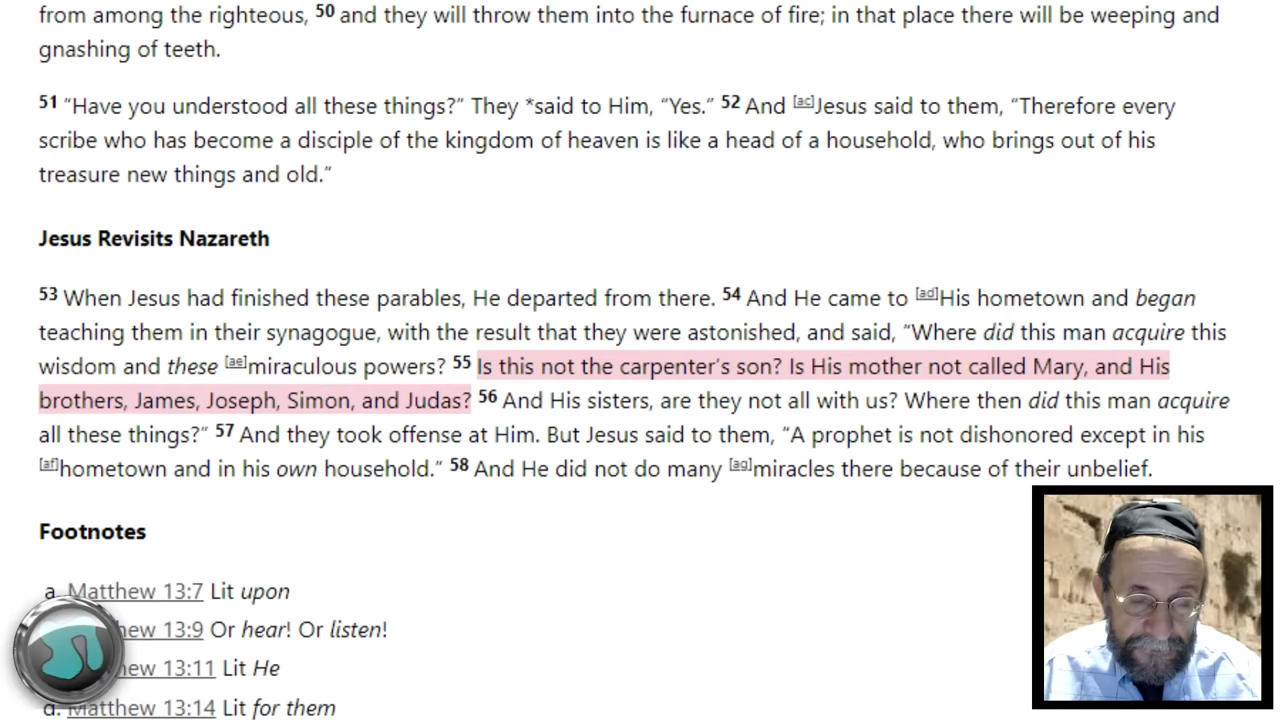 from among the righteous, 50 and they will throw them into the furnace of fire; in that place there will be weeping and
gnashing of teeth.
51 “Have you understood all these things?” They *said to Him, “Yes.” 52 And [ac]Jesus said to them, “Therefore every
scribe who has become a disciple of the kingdom of heaven is like a head of a household, who brings out of his
treasure new things and old.”
Jesus Revisits Nazareth
53 When Jesus had finished these parables, He departed from there. 54 And He came to [ad]His hometown and began
teaching them in their synagogue, with the result that they were astonished, and said, “Where did this man acquire this
wisdom and these [ae]miraculous powers? 55 Is this not the carpenter’s son? Is His mother not called Mary, and His
brothers, James, Joseph, Simon, and Judas? 56 And His sisters, are they not all with us? Where then did this man acquire
all these things?” 57 And they took offense at Him. But Jesus said to them, “A prophet is not dishonored except in his
[af]hometown and in his own household.” 58 And He did not do many [ag]miracles there because of their unbelief.
Footnotes
a. Matthew 13:7 Lit upon
hew 13:9 Or hear! Or listen!
hew 13:11 Lit He
d. Matthew 13:14 Lit for them